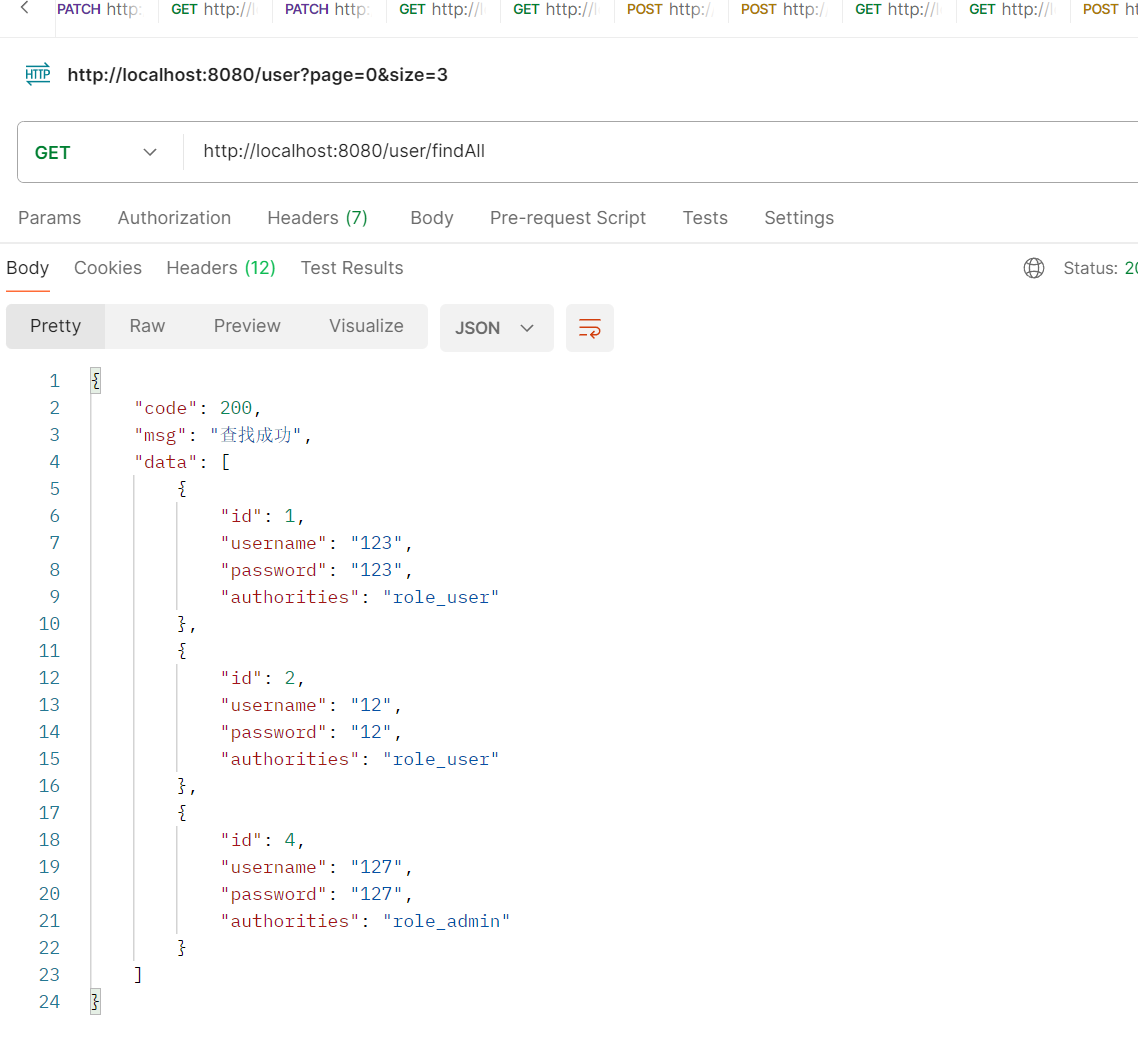 PATCH http: GET http:// PATCH http: GET http:// GET http:// POST http:/ POST http:/ GET http:// GET http:// POST ht
HTTP http://localhost:8080/user?page=0&size=3
GET http://localhost:8080/user/findAll
Params Authorization Headers (7) Body Pre-request Script Tests Settings
Body Cookies Headers (12) Test Results Status: 20
Pretty Raw Preview Visualize JSON
1 {
2 "code": 200,
3 "msg": "查找成功",
4 "data": [
5 {
6 "id": 1,
7 "username": "123",
8 "password": "123",
9 "authorities": "role_user"
10 },
11 {
12 "id": 2,
13 "username": "12",
14 "password": "12",
15 "authorities": "role_user"
16 },
17 {
18 "id": 4,
19 "username": "127",
20 "password": "127",
21 "authorities": "role_admin"
22 }
23 ]
24 }